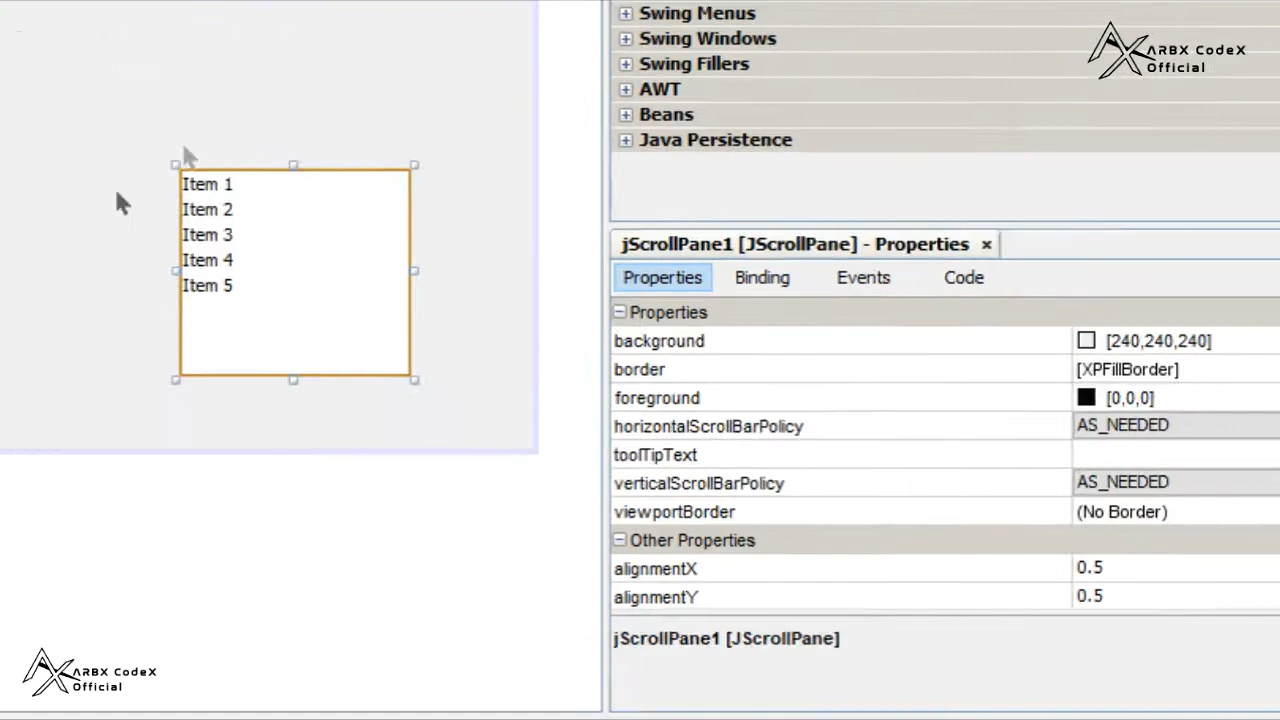 Swing Menus
Swing Windows
Swing Fillers
AWT
Beans
Java Persistence
ARBX CodeX
Official
Item 1
Item 2
Item 3
Item 4
Item 5
jScrollPane1 [JScrollPane] - Properties ×
Properties Binding Events Code
Properties
background [240,240,240]
border [XPFillBorder]
foreground [0,0,0]
horizontalScrollBarPolicy AS_NEEDED
toolTipText
verticalScrollBarPolicy AS_NEEDED
viewportBorder (No Border)
Other Properties
alignmentX 0.5
alignmentY 0.5
jScrollPane1 [JScrollPane]
ARBX CodeX
Official